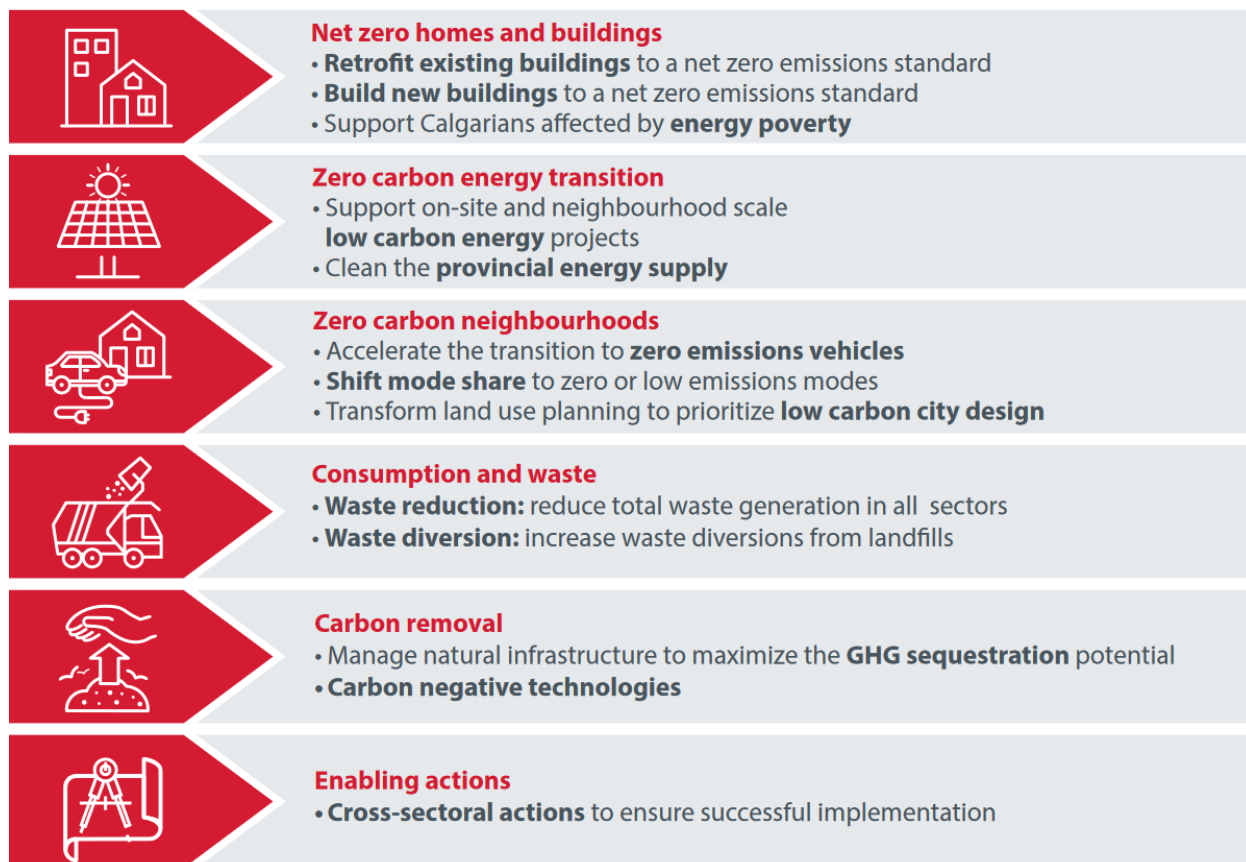 Net zero homes and buildings
• Retrofit existing buildings to a net zero emissions standard
• Build new buildings to a net zero emissions standard
• Support Calgarians affected by energy poverty
Zero carbon energy transition
• Support on-site and neighbourhood scale
low carbon energy projects
• Clean the provincial energy supply
Zero carbon neighbourhoods
• Accelerate the transition to zero emissions vehicles
• Shift mode share to zero or low emissions modes
• Transform land use planning to prioritize low carbon city design
Consumption and waste
• Waste reduction: reduce total waste generation in all sectors
• Waste diversion: increase waste diversions from landfills
Carbon removal
• Manage natural infrastructure to maximize the GHG sequestration potential
• Carbon negative technologies
Enabling actions
• Cross-sectoral actions to ensure successful implementation